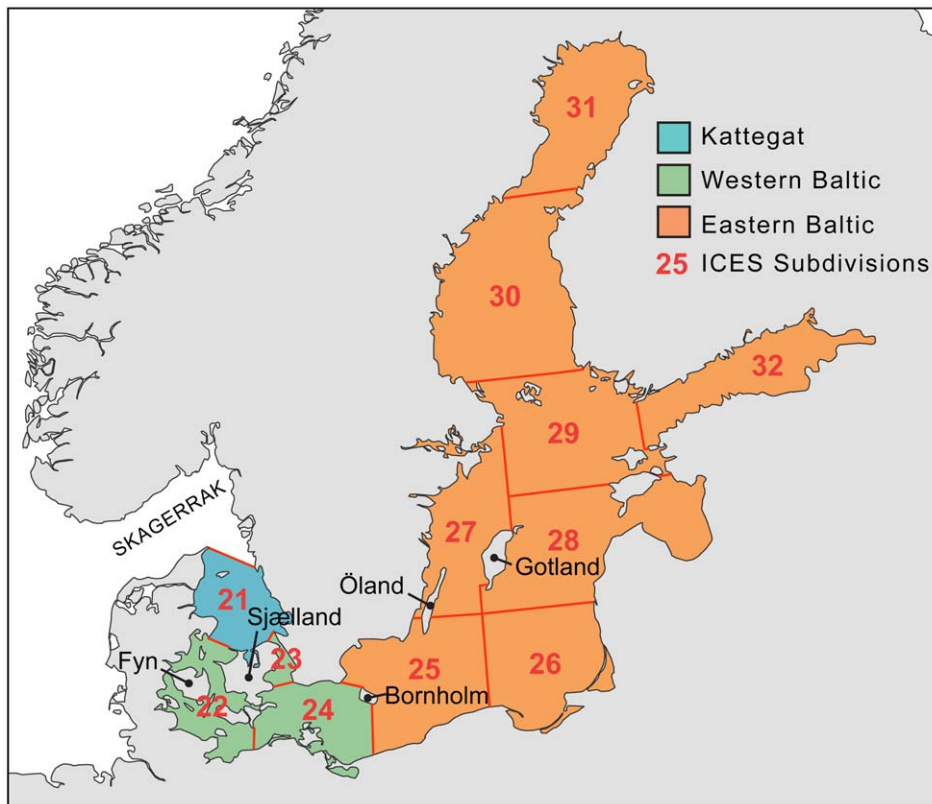 31
Kattegat
Western Baltic
Eastern Baltic
25 ICES Subdivisions
30
32
29
SKAGERRAK
27
28
Gotland
Öland
21
Sjælland
Fyn
23
25
26
Bornholm
22
24